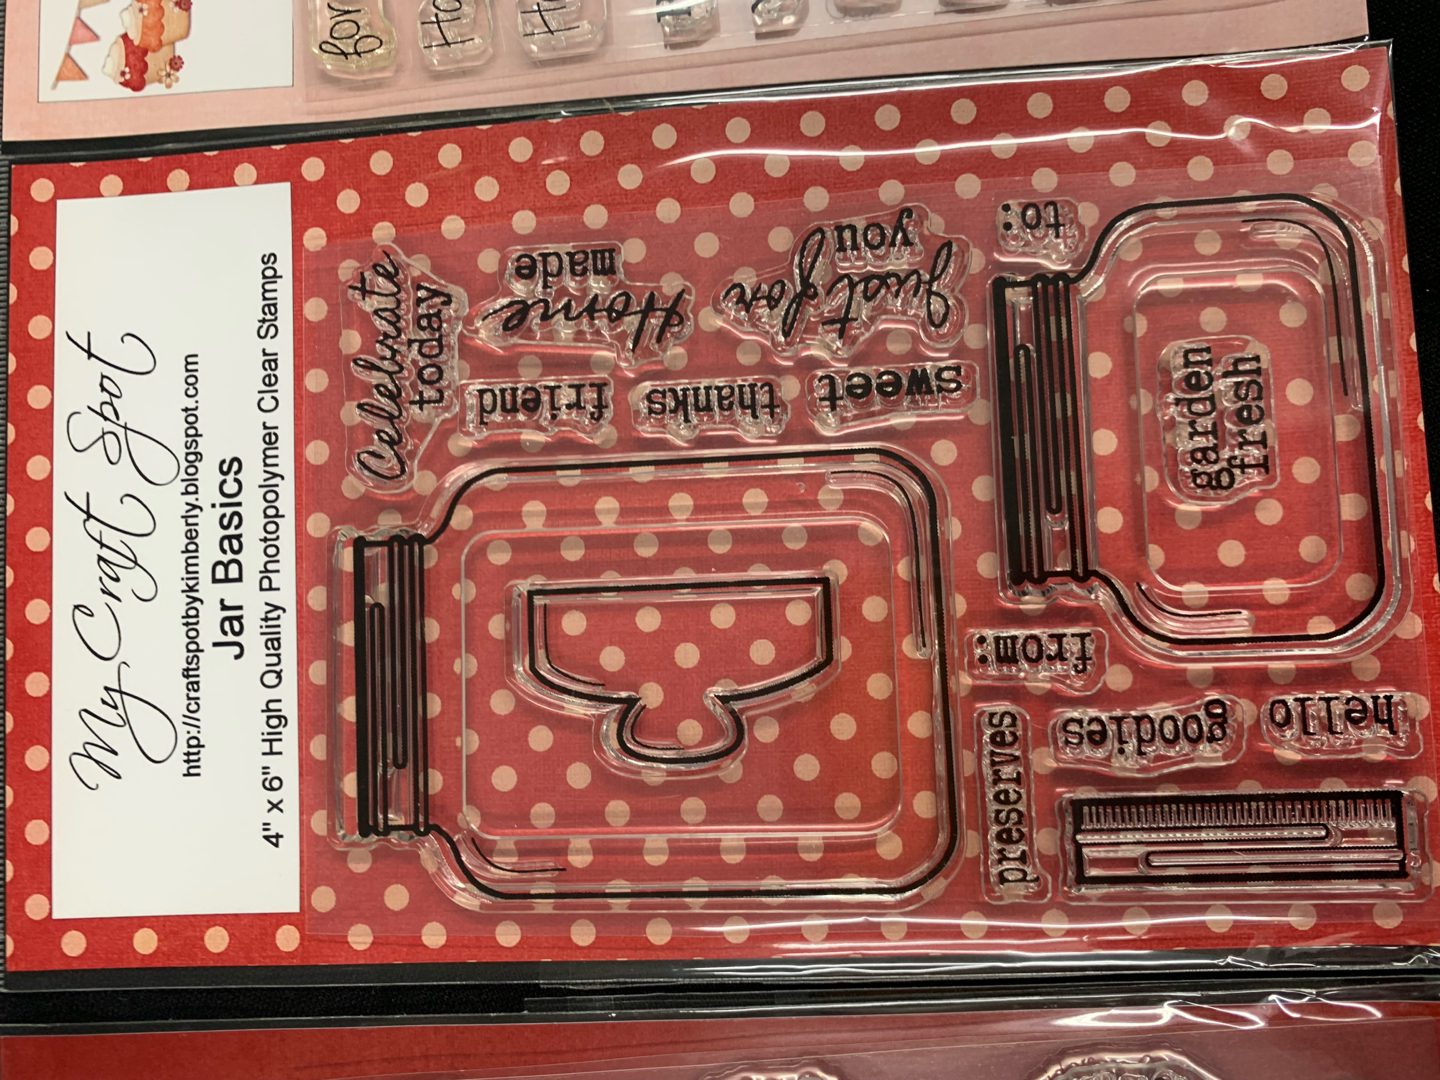 My Craft Spot
http://craftspotbykimberly.blogspot.com
Jar Basics
4" x 6" High Quality Photopolymer Clear Stamps
Celebrate
today
Home
made
Just for
you
to:
friend
thanks
sweet
garden
fresh
from:
preserves
goodies
hello
for